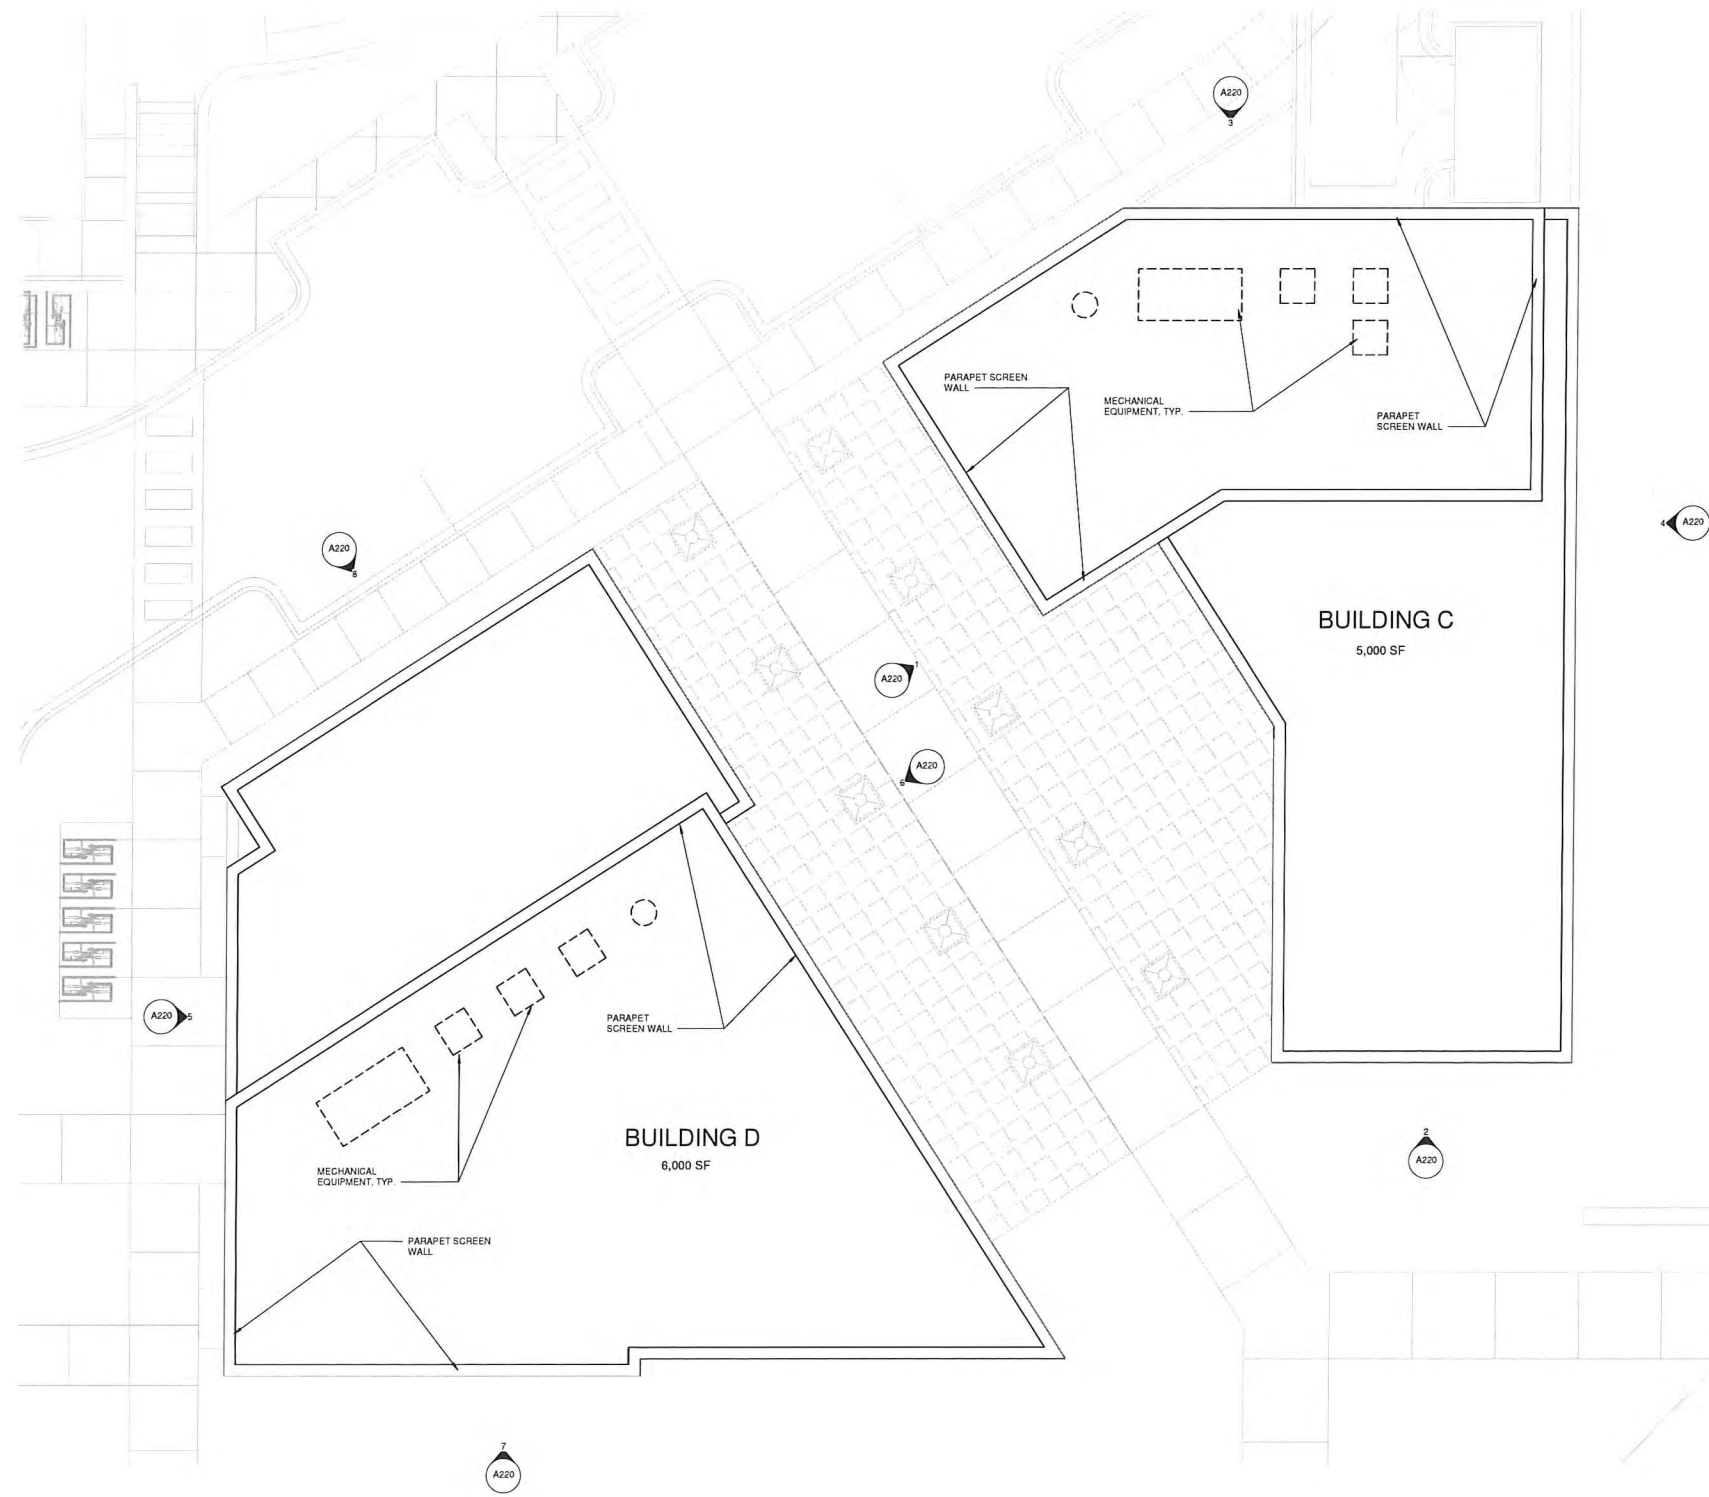 A220
3
PARAPET SCREEN
WALL
MECHANICAL
EQUIPMENT, TYP.
PARAPET
SCREEN WALL
4
A220
A220
8
BUILDING C
5,000 SF
1
A220
A220
6
A220
5
PARAPET
SCREEN WALL
BUILDING D
6,000 SF
2
A220
MECHANICAL
EQUIPMENT, TYP.
PARAPET SCREEN
WALL
7
A220